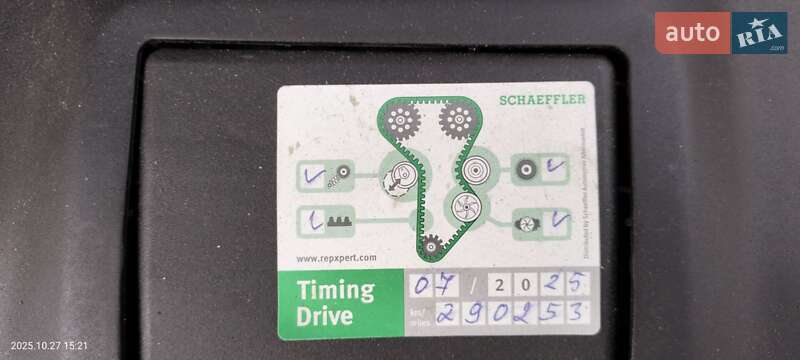 auto RIA .com
SCHAEFFLER
Distributed by Schaeffler Automotive Aftermarket
www.repxpert.com
Timing
Drive
07 / 2025
km/
miles
290253
2025.10.27 15:21